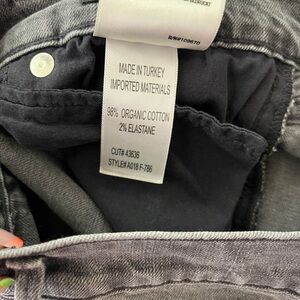 MADE IN TURKEY
IMPORTED MATERIALS
98% ORGANIC COTTON
2% ELASTANE
CUT# 43636
STYLE# A018 F-786